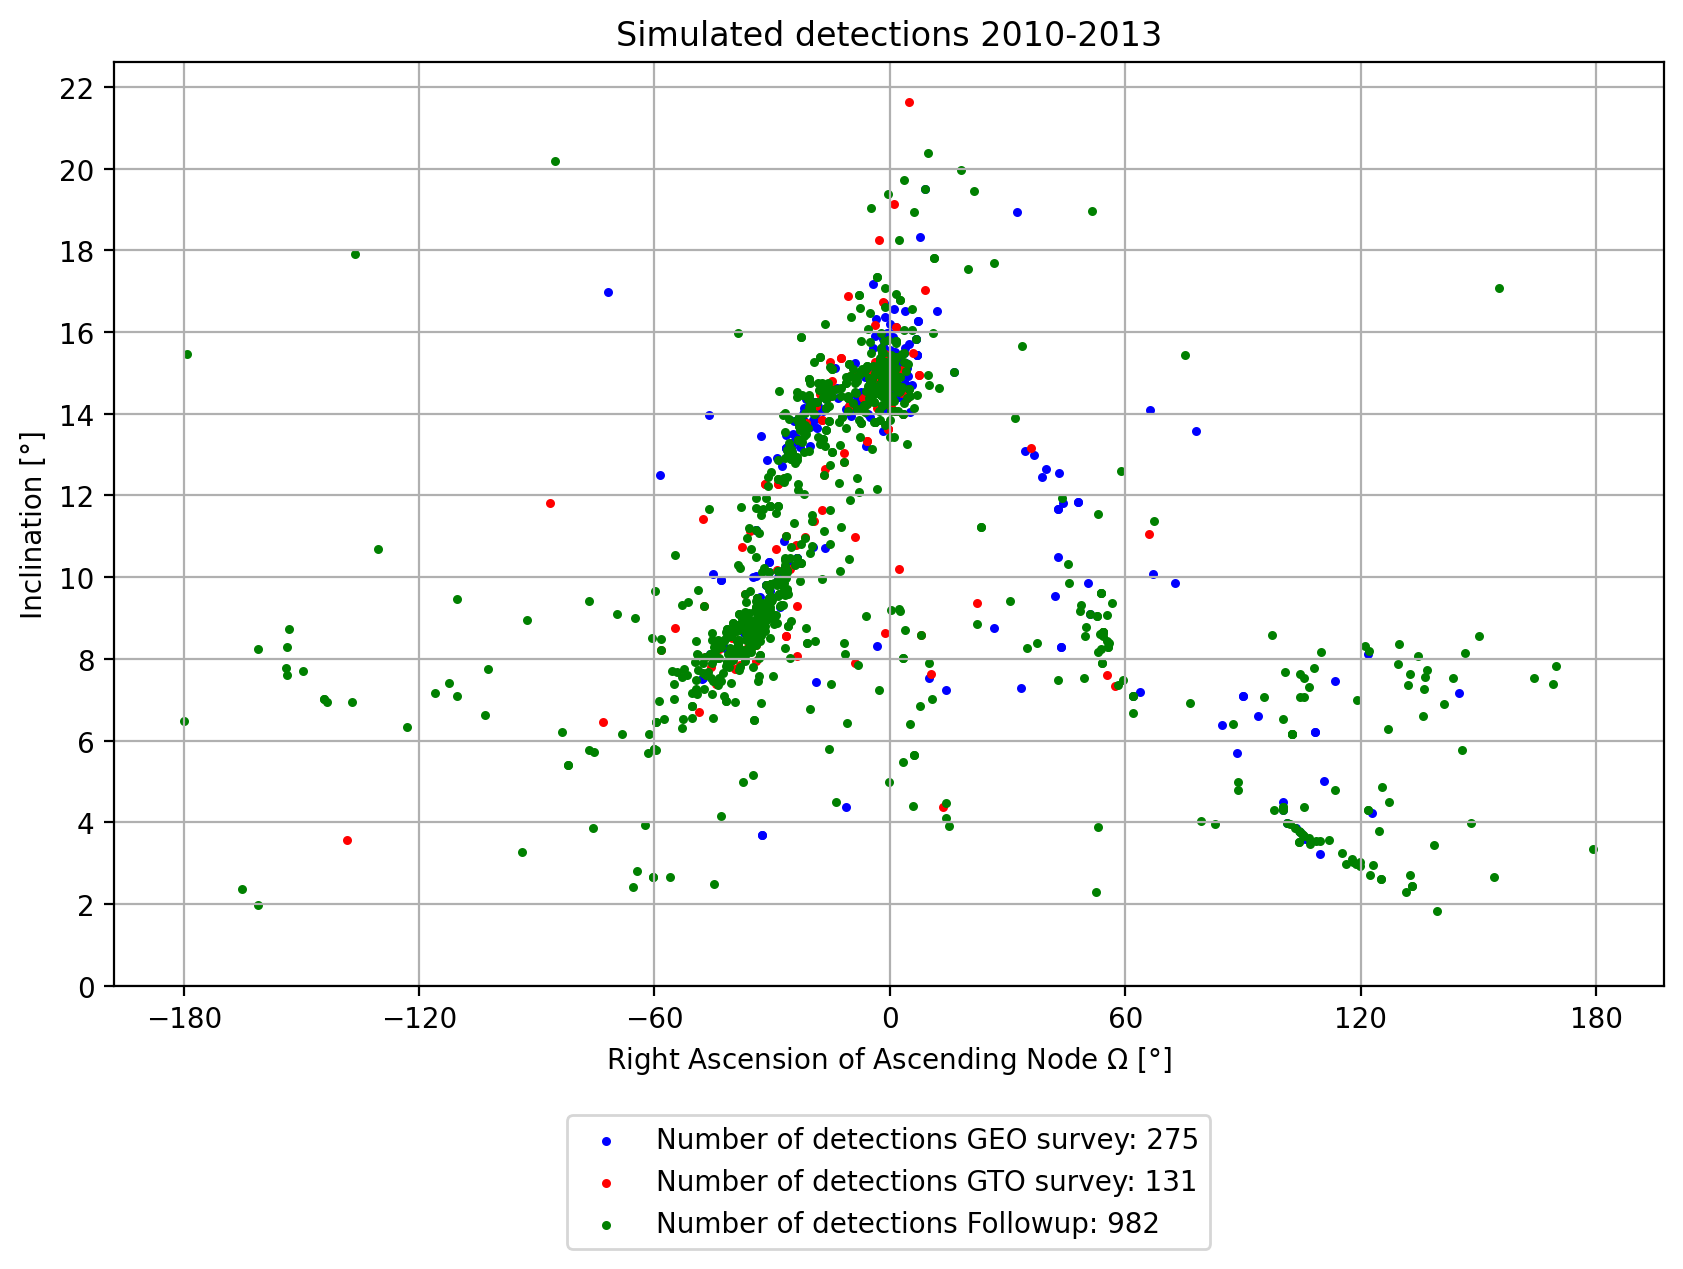 Simulated detections 2010-2013
22
20
18
16
14
12
10
8
6
4
2
0
Inclination [°]
−180 −120 −60 0 60 120 180
Right Ascension of Ascending Node Ω [°]
Number of detections GEO survey: 275
Number of detections GTO survey: 131
Number of detections Followup: 982